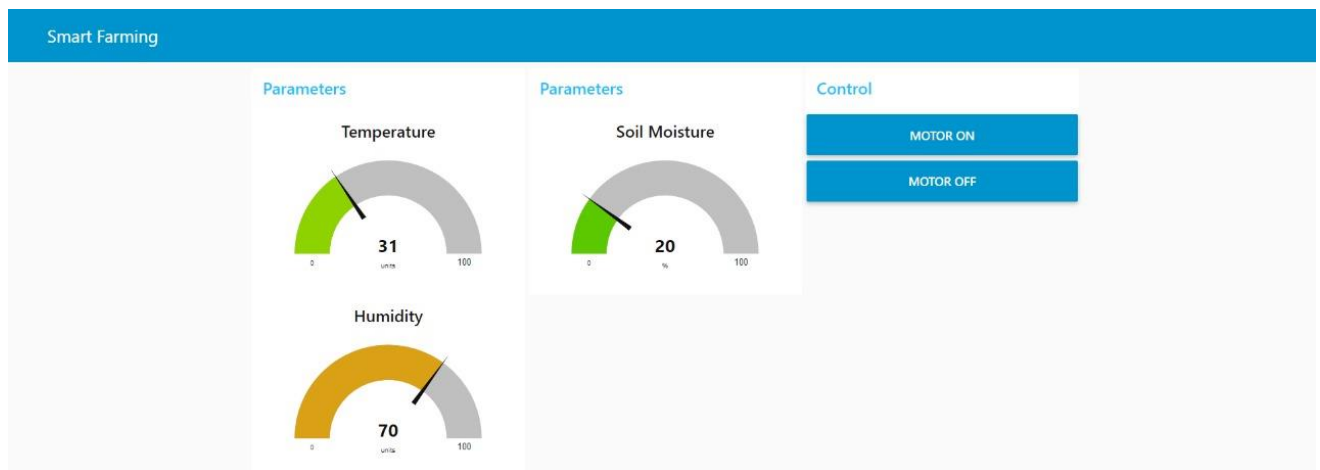 Smart Farming
Parameters
Temperature
31
units
0
100
Humidity
70
units
0
100
Parameters
Soil Moisture
20
%
0
100
Control
MOTOR ON
MOTOR OFF